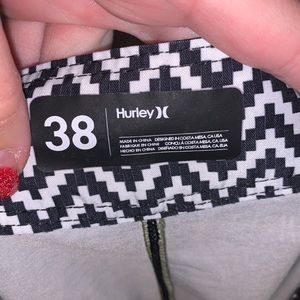 38
Hurley
MADE IN CHINA DESIGNED IN COSTA MESA, CA, USA
FABRIQUE EN CHINE CONÇU À COSTA MESA, CA, USA
HECHO EN CHINA DISEÑADO EN COSTA MESA, CA, EUA